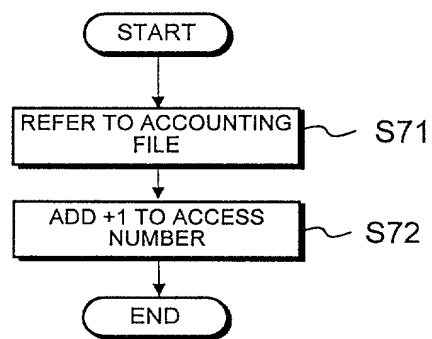 START
REFER TO ACCOUNTING
FILE
S71
ADD +1 TO ACCESS
NUMBER
S72
END